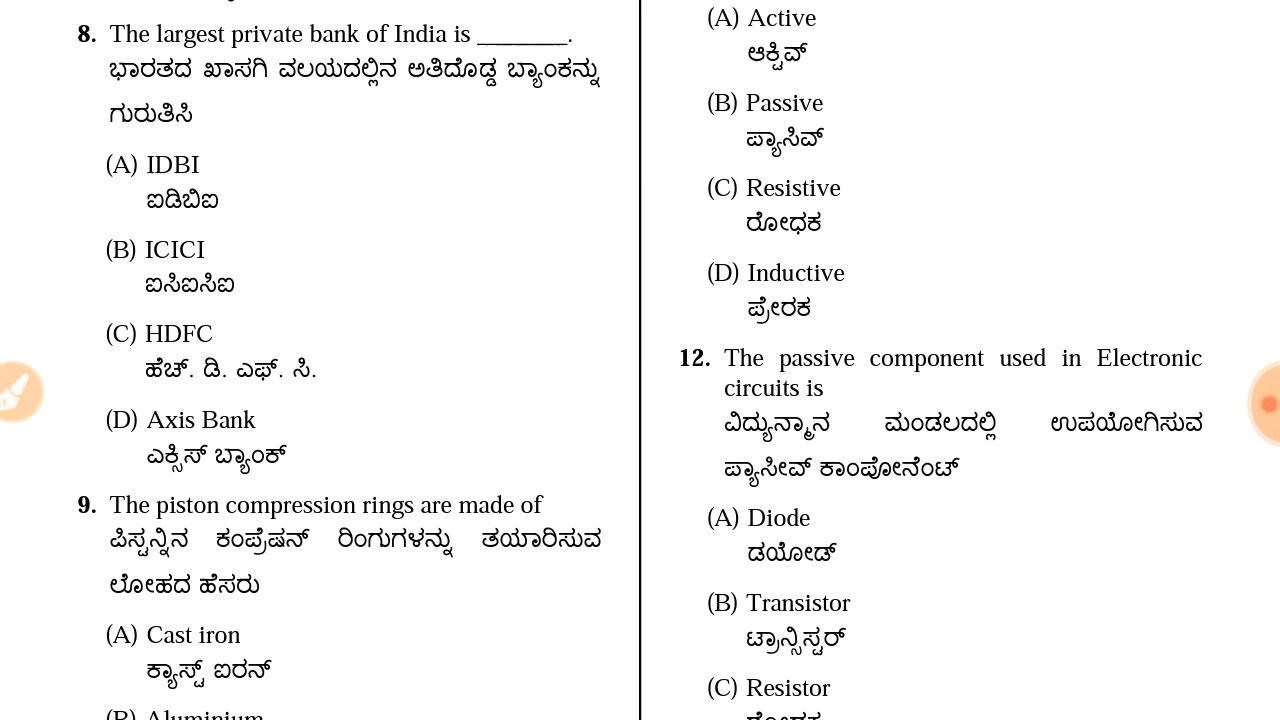 8. The largest private bank of India is ________.
ಭಾರತದ ಖಾಸಗಿ ವಲಯದಲ್ಲಿನ ಅತಿದೊಡ್ಡ ಬ್ಯಾಂಕನ್ನು
ಗುರುತಿಸಿ
(A) IDBI
ಐಡಿಬಿಐ
(B) ICICI
ಐಸಿಐಸಿಐ
(C) HDFC
ಹೆಚ್. ಡಿ. ಎಫ್. ಸಿ.
(D) Axis Bank
ಎಕ್ಸಿಸ್ ಬ್ಯಾಂಕ್
9. The piston compression rings are made of
ಪಿಸ್ಟನ್ನಿನ ಕಂಪ್ರೆಷನ್ ರಿಂಗುಗಳನ್ನು ತಯಾರಿಸುವ
ಲೋಹದ ಹೆಸರು
(A) Cast iron
ಕ್ಯಾಸ್ಟ್ ಐರನ್
(B) Aluminium
(A) Active
ಆಕ್ಟಿವ್
(B) Passive
ಪ್ಯಾಸಿವ್
(C) Resistive
ರೋಧಕ
(D) Inductive
ಪ್ರೇರಕ
12. The passive component used in Electronic
circuits is
ವಿದ್ಯುನ್ಮಾನ ಮಂಡಲದಲ್ಲಿ ಉಪಯೋಗಿಸುವ
ಪ್ಯಾಸೀವ್ ಕಾಂಪೋನೆಂಟ್
(A) Diode
ಡಯೋಡ್
(B) Transistor
ಟ್ರಾನ್ಸಿಸ್ಟರ್
(C) Resistor